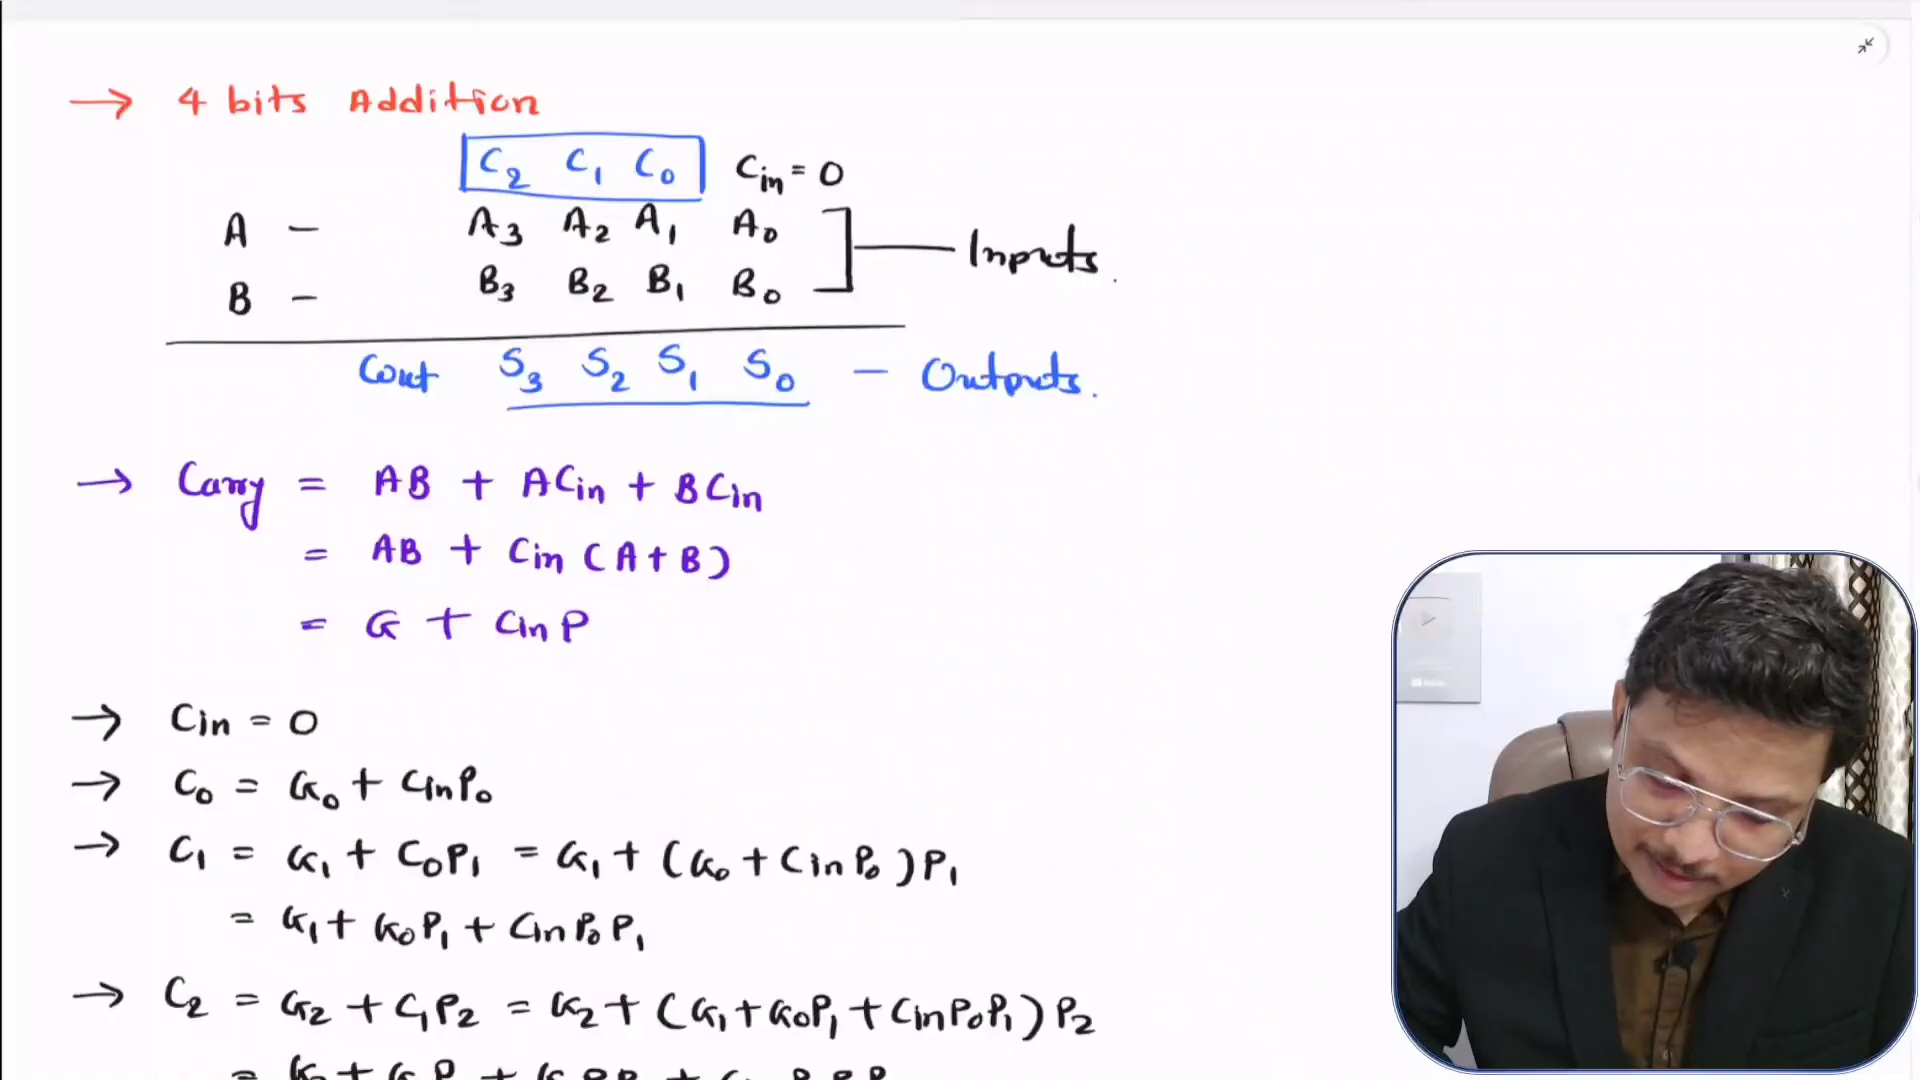 → 4 bits Addition
C₂ C₁ C₀ Cin = 0
A – A₃ A₂ A₁ A₀
B – B₃ B₂ B₁ B₀
Inputs.
Cout S₃ S₂ S₁ S₀ – Outputs.
→ Carry = AB + ACin + BCin
= AB + Cin (A + B)
= G + Cin P
→ Cin = 0
→ C₀ = G₀ + CinP₀
→ C₁ = G₁ + C₀P₁ = G₁ + (G₀ + CinP₀)P₁
= G₁ + G₀P₁ + CinP₀P₁
→ C₂ = G₂ + C₁P₂ = G₂ + (G₁ + G₀P₁ + CinP₀P₁)P₂